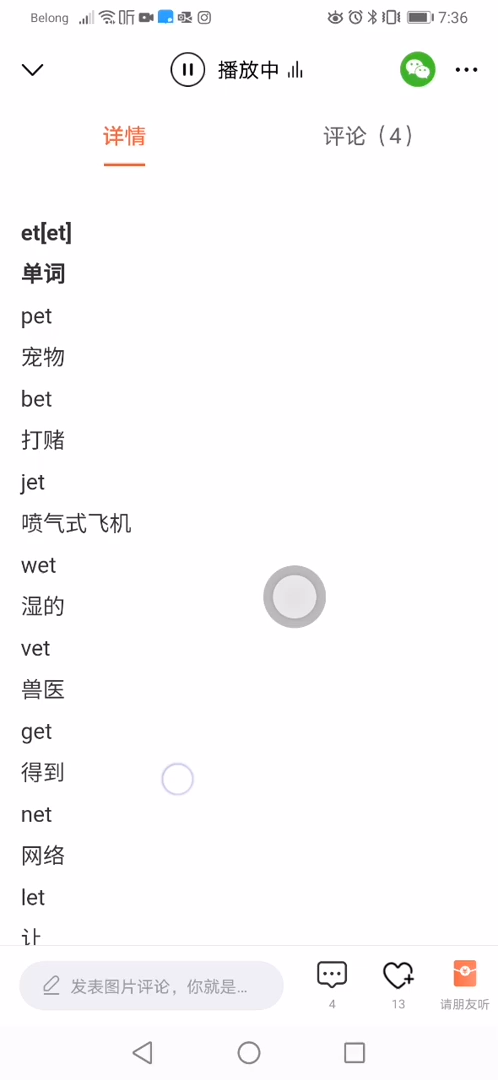 Belong 听 7:36
播放中
详情 评论（4）
et[et]
单词
pet
宠物
bet
打赌
jet
喷气式飞机
wet
湿的
vet
兽医
get
得到
net
网络
let
让
发表图片评论，你就是...
4 13 请朋友听